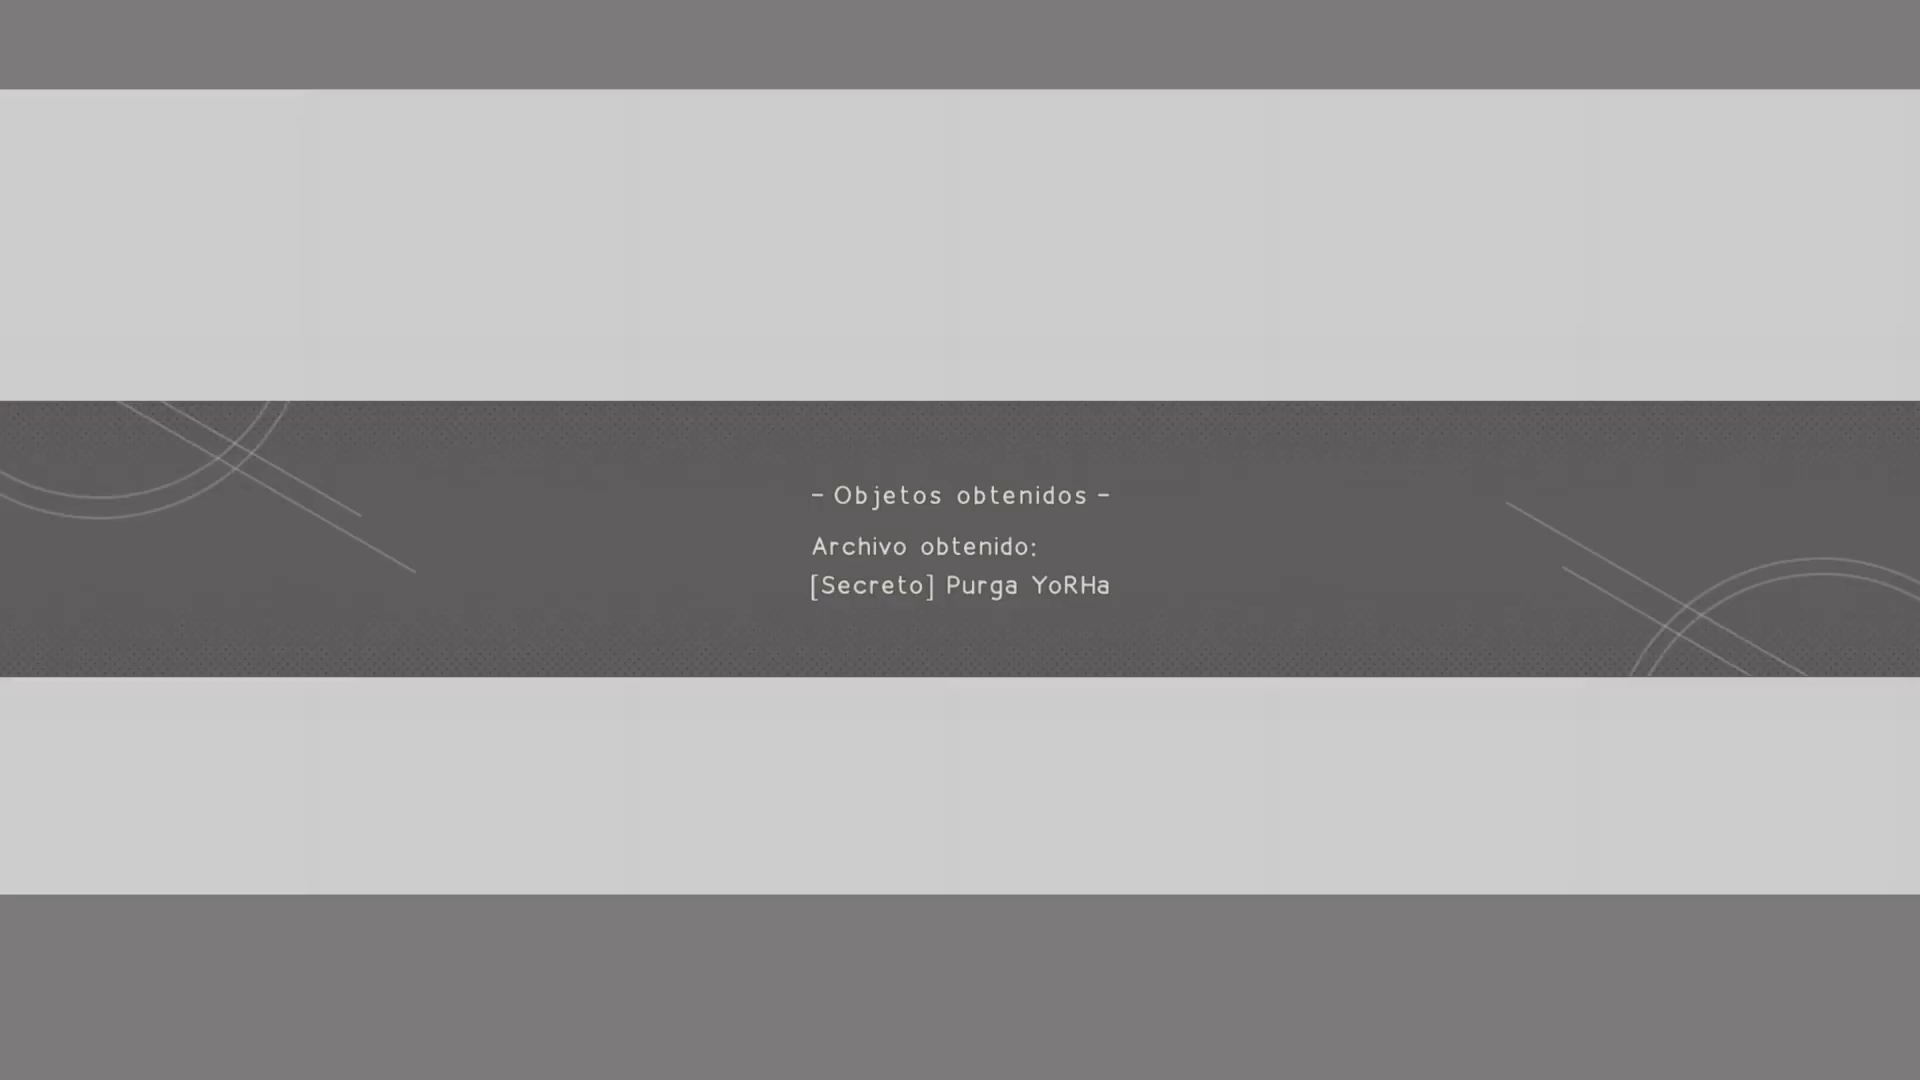 - Objetos obtenidos -
Archivo obtenido:
[Secreto] Purga YoRHa